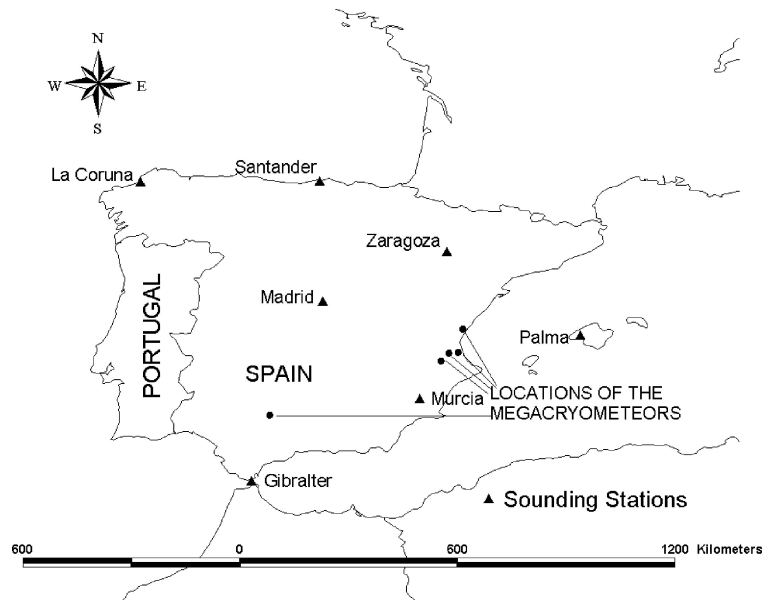 N
W E
S
La Coruna
Santander
Zaragoza
Madrid
PORTUGAL
Palma
SPAIN
Murcia
LOCATIONS OF THE
MEGACRYOMETEORS
Gibralter
Sounding Stations
600 0 600 1200 Kilometers